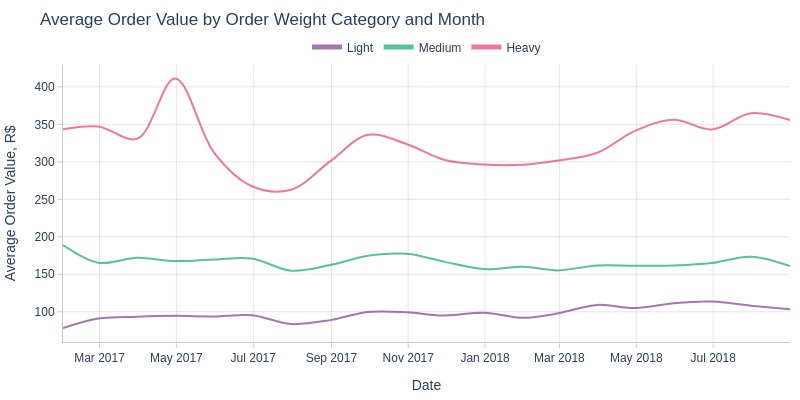 Average Order Value by Order Weight Category and Month
Light Medium Heavy
400
350
300
250
200
150
100
Average Order Value, R$
Mar 2017 May 2017 Jul 2017 Sep 2017 Nov 2017 Jan 2018 Mar 2018 May 2018 Jul 2018
Date